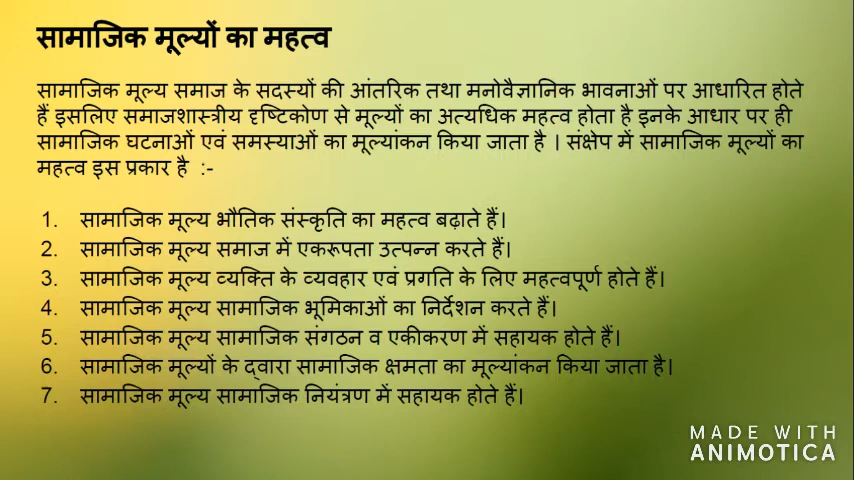 सामाजिक मूल्यों का महत्व
सामाजिक मूल्य समाज के सदस्यों की आंतरिक तथा मनोवैज्ञानिक भावनाओं पर आधारित होते
हैं इसलिए समाजशास्त्रीय दृष्टिकोण से मूल्यों का अत्यधिक महत्व होता है इनके आधार पर ही
सामाजिक घटनाओं एवं समस्याओं का मूल्यांकन किया जाता है । संक्षेप में सामाजिक मूल्यों का
महत्व इस प्रकार है :-
1. सामाजिक मूल्य भौतिक संस्कृति का महत्व बढ़ाते हैं।
2. सामाजिक मूल्य समाज में एकरूपता उत्पन्न करते हैं।
3. सामाजिक मूल्य व्यक्ति के व्यवहार एवं प्रगति के लिए महत्वपूर्ण होते हैं।
4. सामाजिक मूल्य सामाजिक भूमिकाओं का निर्देशन करते हैं।
5. सामाजिक मूल्य सामाजिक संगठन व एकीकरण में सहायक होते हैं।
6. सामाजिक मूल्यों के द्वारा सामाजिक क्षमता का मूल्यांकन किया जाता है।
7. सामाजिक मूल्य सामाजिक नियंत्रण में सहायक होते हैं।
MADE WITH
ANIMOTICA